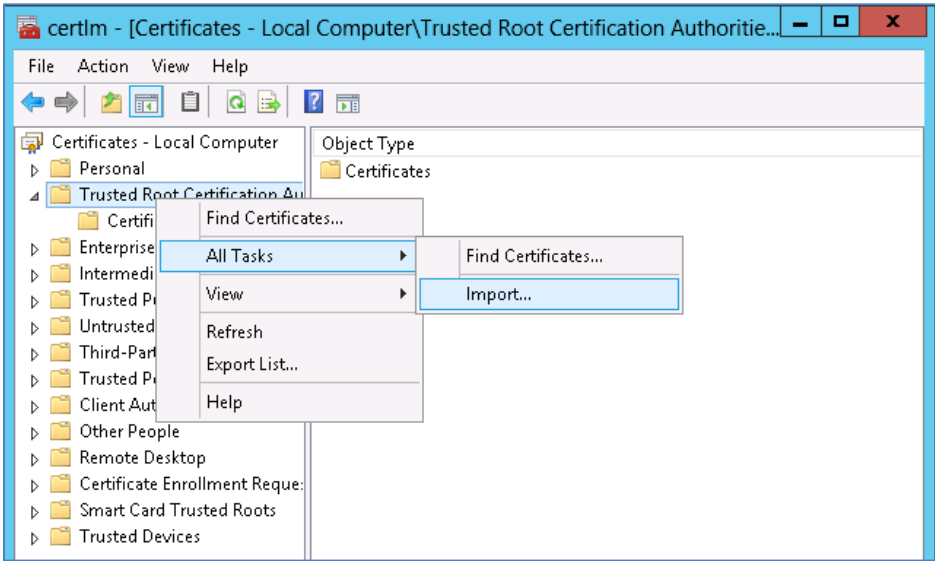 certlm - [Certificates - Local Computer\Trusted Root Certification Authoritie...
File Action View Help
Certificates - Local Computer
Object Type
Personal
Certificates
Trusted Root Certification Au
Certifi
Find Certificates...
Enterprise
All Tasks
Find Certificates...
Intermedi
View
Import...
Trusted P
Untrusted
Refresh
Third-Part
Export List...
Trusted P
Client Aut
Help
Other People
Remote Desktop
Certificate Enrollment Reque
Smart Card Trusted Roots
Trusted Devices